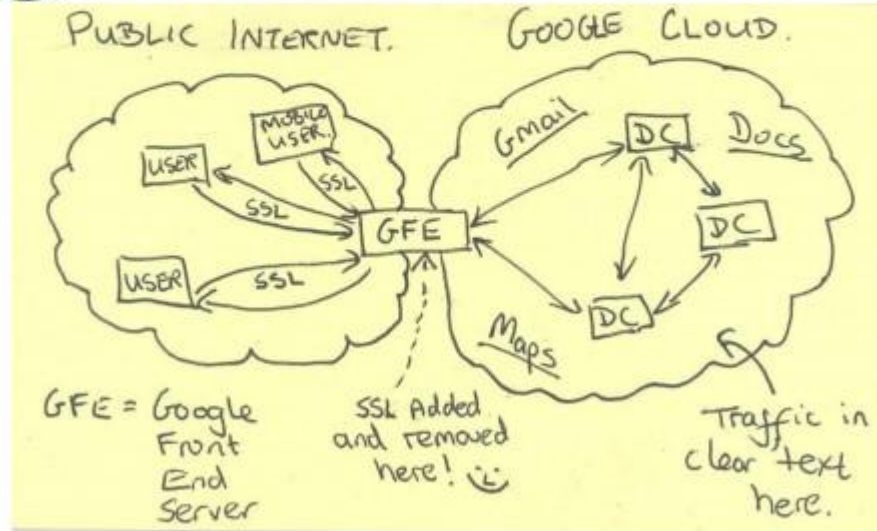 PUBLIC INTERNET.
GOOGLE CLOUD.
MOBILE
USER.
USER
SSL
SSL
USER
SSL
GFE
Gmail
DC
Docs
DC
DC
Maps
GFE = Google
Front
End
Server
SSL Added
and removed
here!
Traffic in
clear text
here.